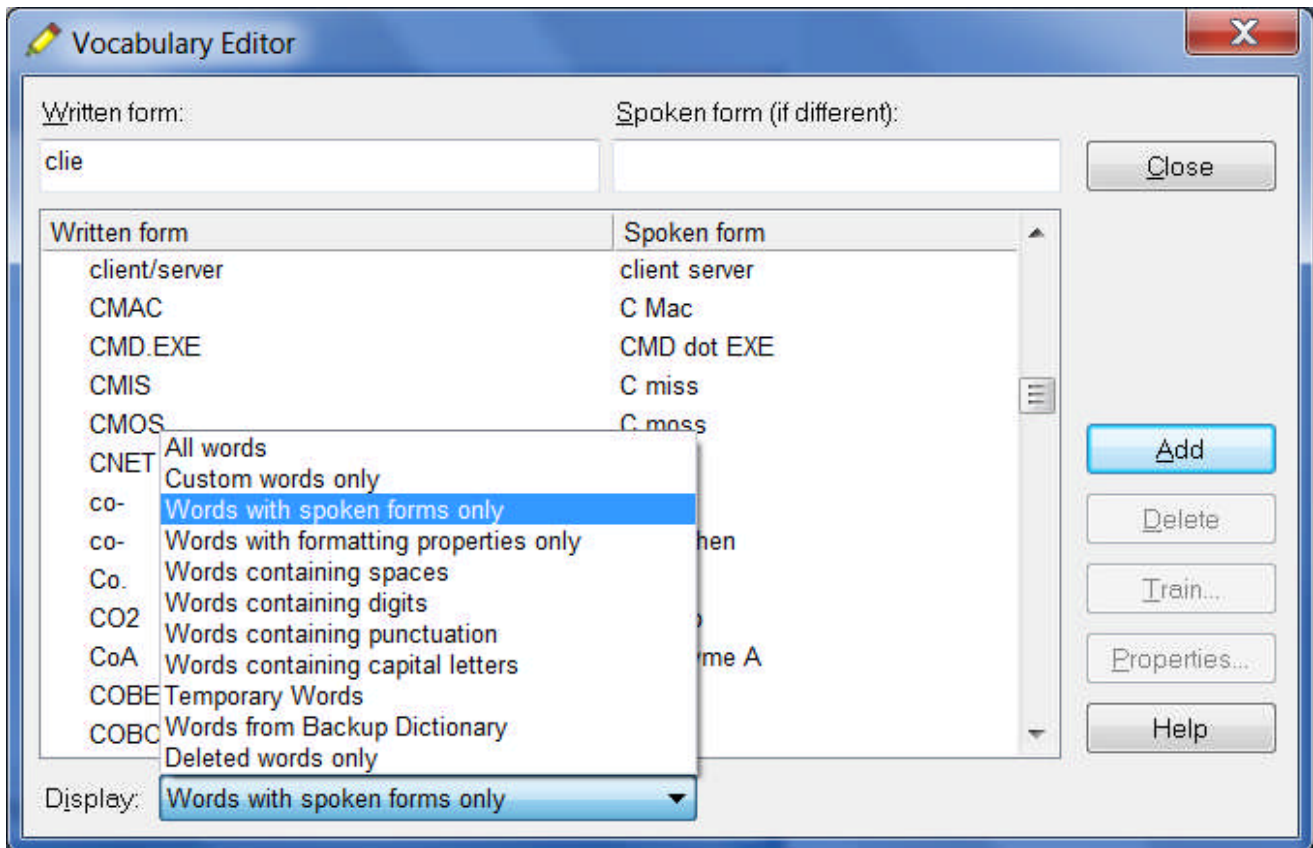 Vocabulary Editor
Written form: Spoken form (if different):
clie
Close
Written form Spoken form
client/server client server
CMAC C Mac
CMD.EXE CMD dot EXE
CMIS C miss
CMOS C moss
CNET
co-
co- hen
Co.
CO2
CoA me A
COBE
COBC
All words
Custom words only
Words with spoken forms only
Words with formatting properties only
Words containing spaces
Words containing digits
Words containing punctuation
Words containing capital letters
Temporary Words
Words from Backup Dictionary
Deleted words only
Add
Delete
Train...
Properties...
Help
Display: Words with spoken forms only